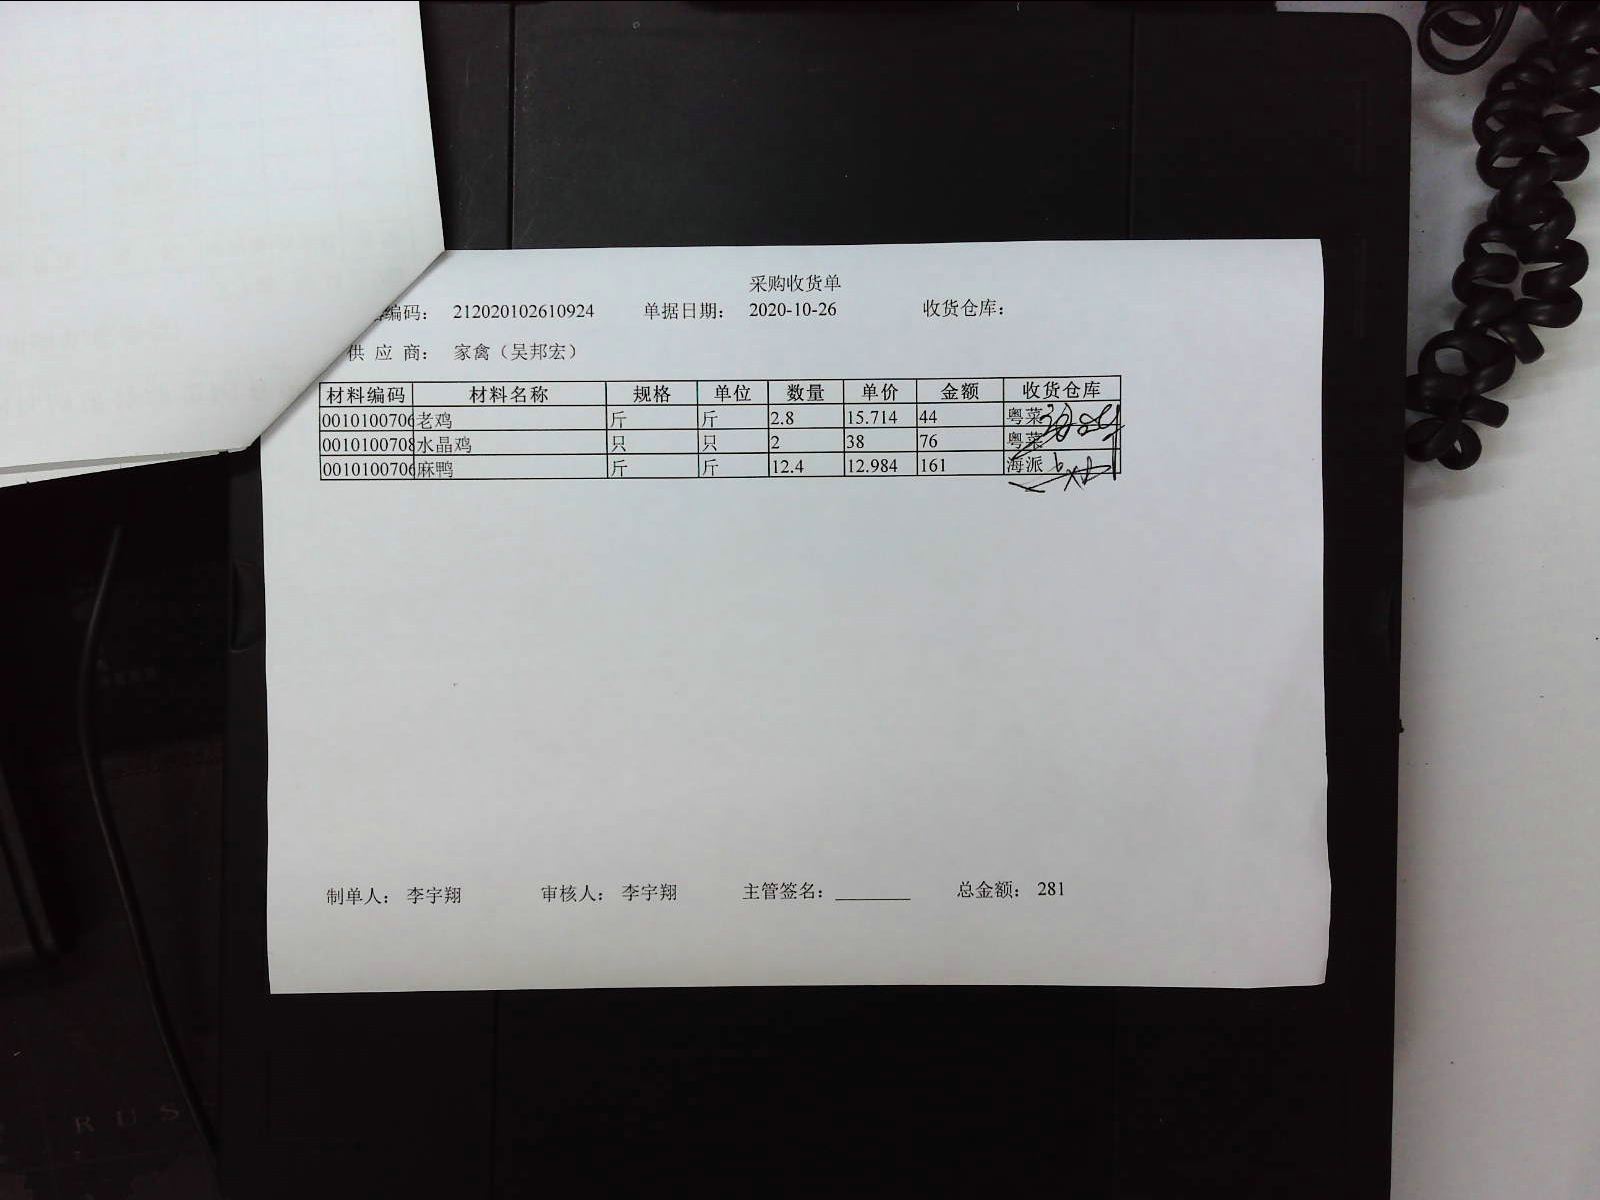 采购收货单
编码： 212020102610924 单据日期： 2020-10-26 收货仓库：
供 应 商： 家禽（吴邦宏）
材料编码 材料名称 规格 单位 数量 单价 金额 收货仓库
0010100706 老鸡 斤 斤 2.8 15.714 44 粤菜
0010100708 水晶鸡 只 只 2 38 76 粤菜
0010100706 麻鸭 斤 斤 12.4 12.984 161 海派
制单人： 李宇翔 审核人： 李宇翔 主管签名： 总金额： 281
R U S